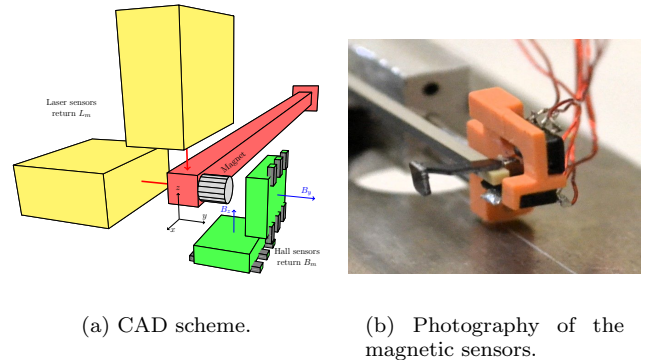 Laser sensors
return L_m
Magnet
z
y
x
B_z
B_y
Hall sensors
return B_m
(a) CAD scheme.
(b) Photography of the
magnetic sensors.